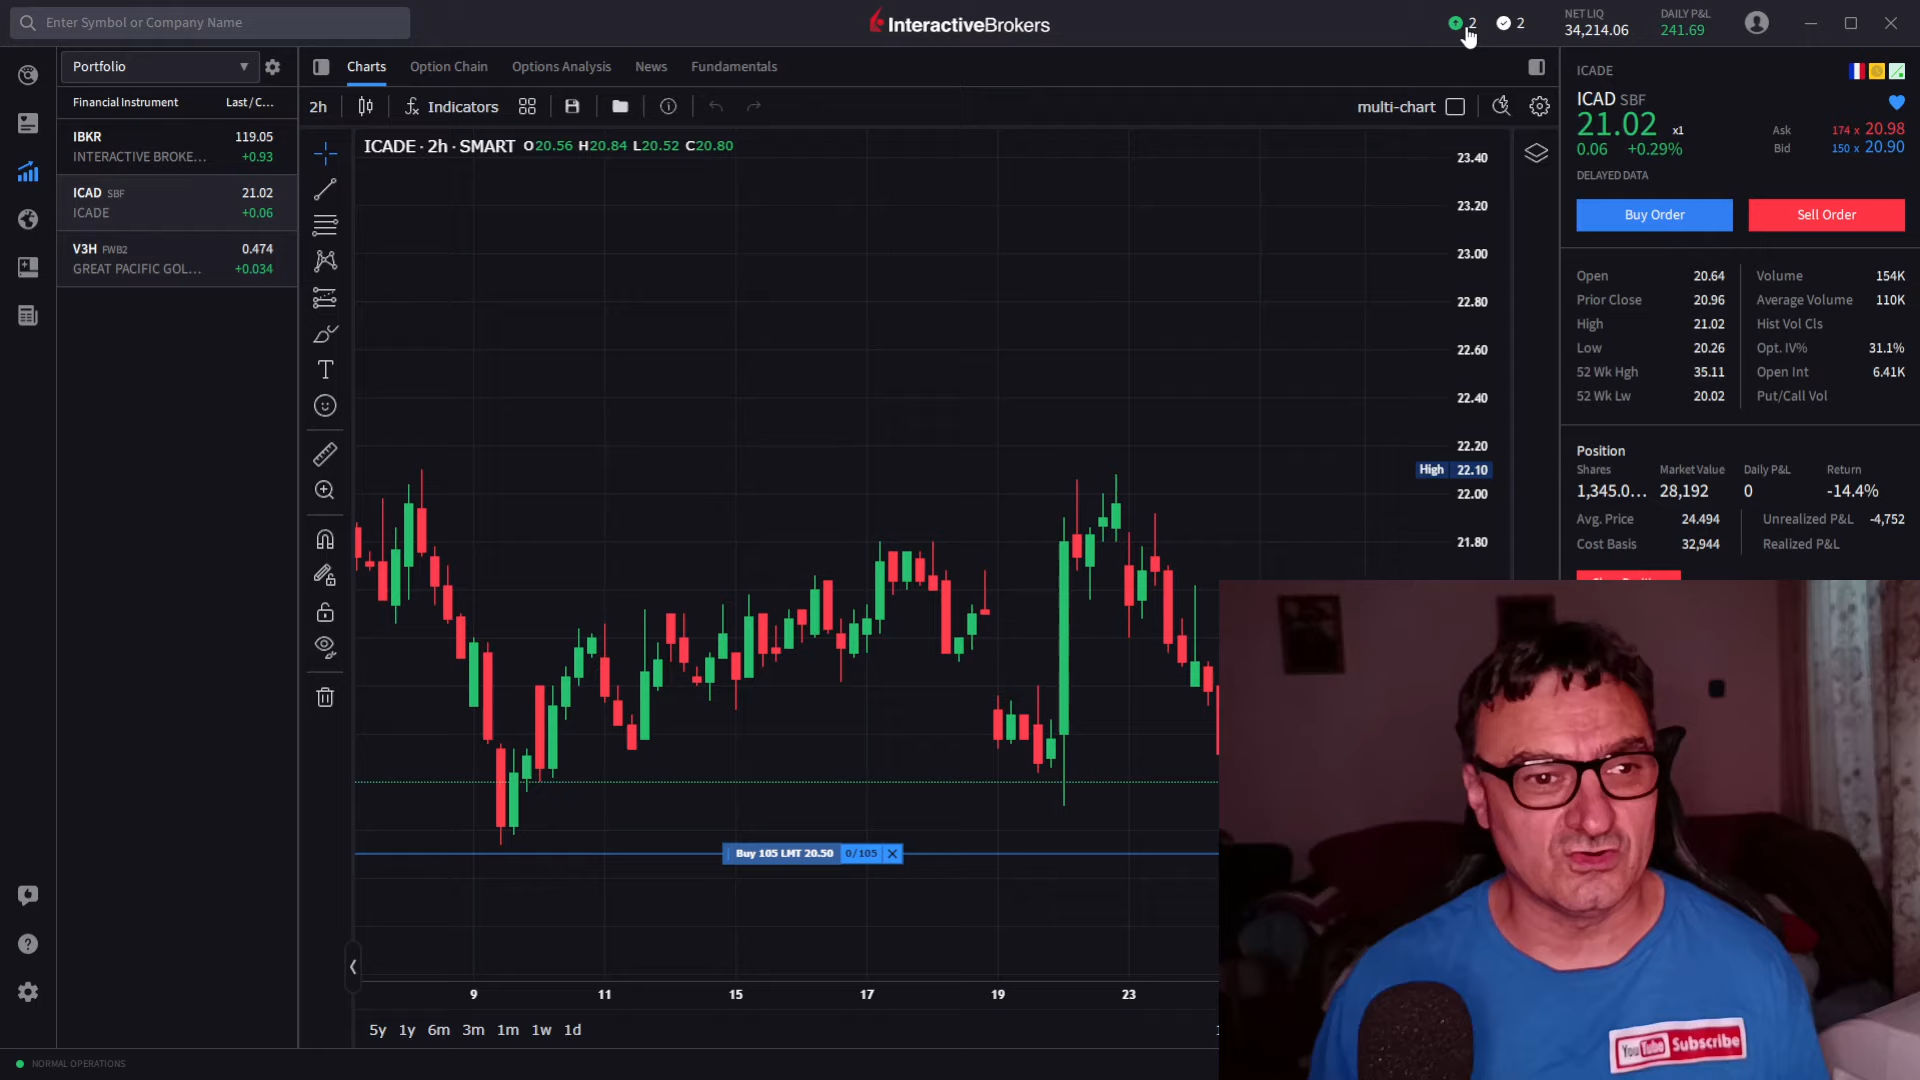 Enter Symbol or Company Name
InteractiveBrokers
2
2
NET LIQ
34,214.06
DAILY P&L
241.69
Portfolio
Financial Instrument Last / C...
IBKR 119.05
INTERACTIVE BROKE... +0.93
ICAD SBF 21.02
ICADE +0.06
V3H FWB2 0.474
GREAT PACIFIC GOL... +0.034
Charts Option Chain Options Analysis News Fundamentals
2h Indicators multi-chart
ICADE · 2h · SMART O20.56 H20.84 L20.52 C20.80
23.40
23.20
23.00
22.80
22.60
22.40
22.20
High 22.10
22.00
21.80
Buy 105 LMT 20.50 0/105
9 11 15 17 19 23
5y 1y 6m 3m 1m 1w 1d
ICADE
ICAD SBF
21.02 x1
0.06 +0.29%
Ask 174 x 20.98
Bid 150 x 20.90
DELAYED DATA
Buy Order Sell Order
Open 20.64 Volume 154K
Prior Close 20.96 Average Volume 110K
High 21.02 Hist Vol Cls
Low 20.26 Opt. IV% 31.1%
52 Wk Hgh 35.11 Open Int 6.41K
52 Wk Lw 20.02 Put/Call Vol
Position
Shares Market Value Daily P&L Return
1,345.0... 28,192 0 -14.4%
Avg. Price 24.494 Unrealized P&L -4,752
Cost Basis 32,944 Realized P&L
YouTube Subscribe
NORMAL OPERATIONS